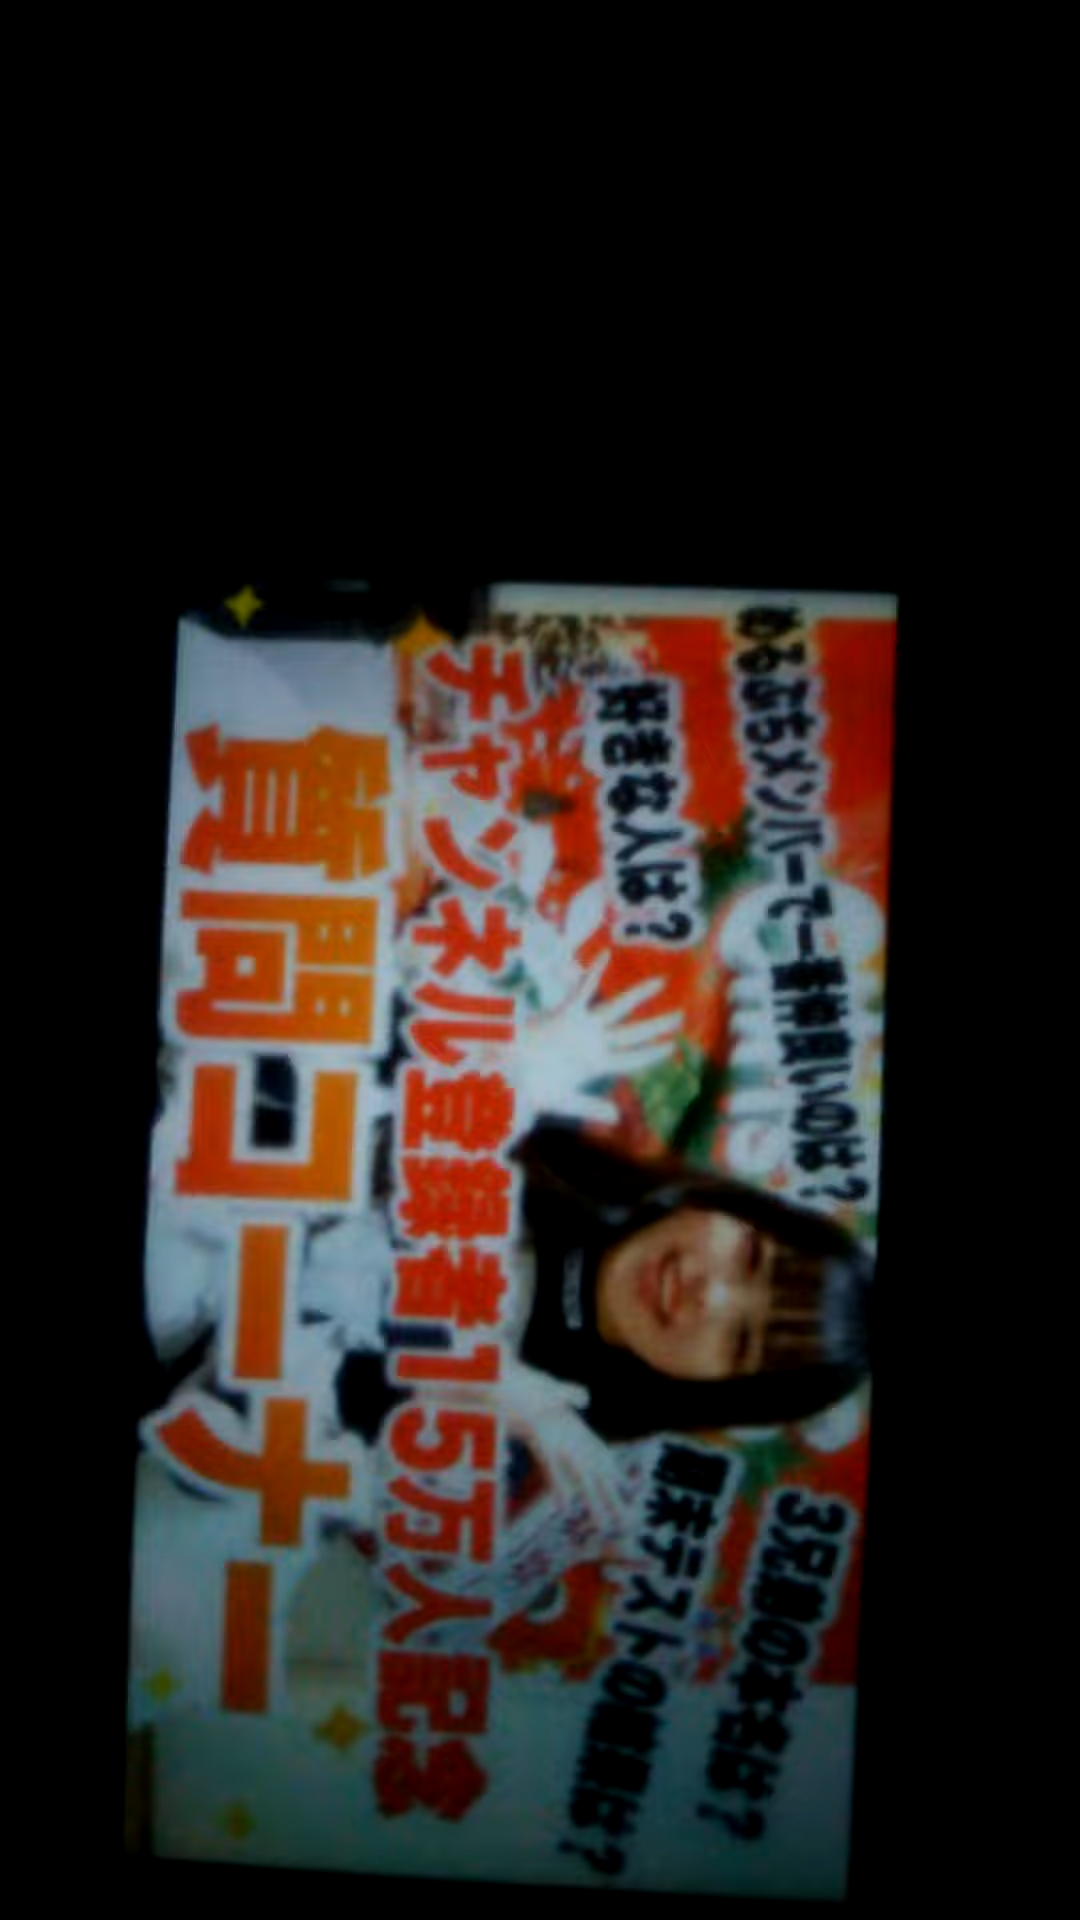 めるぷちメンバーで一番仲良いのは？
好きな人は？
3兄弟の本名は？
期末テストの結果は？
チャンネル登録者15万人記念
質問コーナー